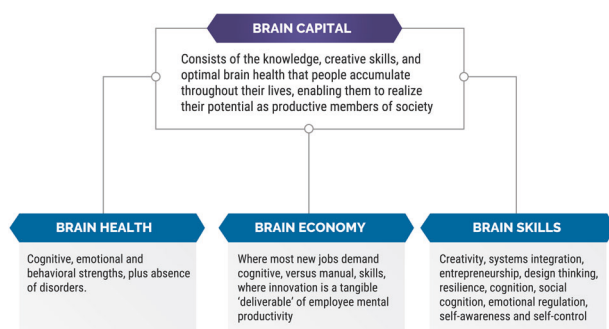 BRAIN CAPITAL
Consists of the knowledge, creative skills, and
optimal brain health that people accumulate
throughout their lives, enabling them to realize
their potential as productive members of society
BRAIN HEALTH
Cognitive, emotional and
behavioral strengths, plus absence
of disorders.
BRAIN ECONOMY
Where most new jobs demand
cognitive, versus manual, skills,
where innovation is a tangible
‘deliverable’ of employee mental
productivity
BRAIN SKILLS
Creativity, systems integration,
entrepreneurship, design thinking,
resilience, cognition, social
cognition, emotional regulation,
self-awareness and self-control